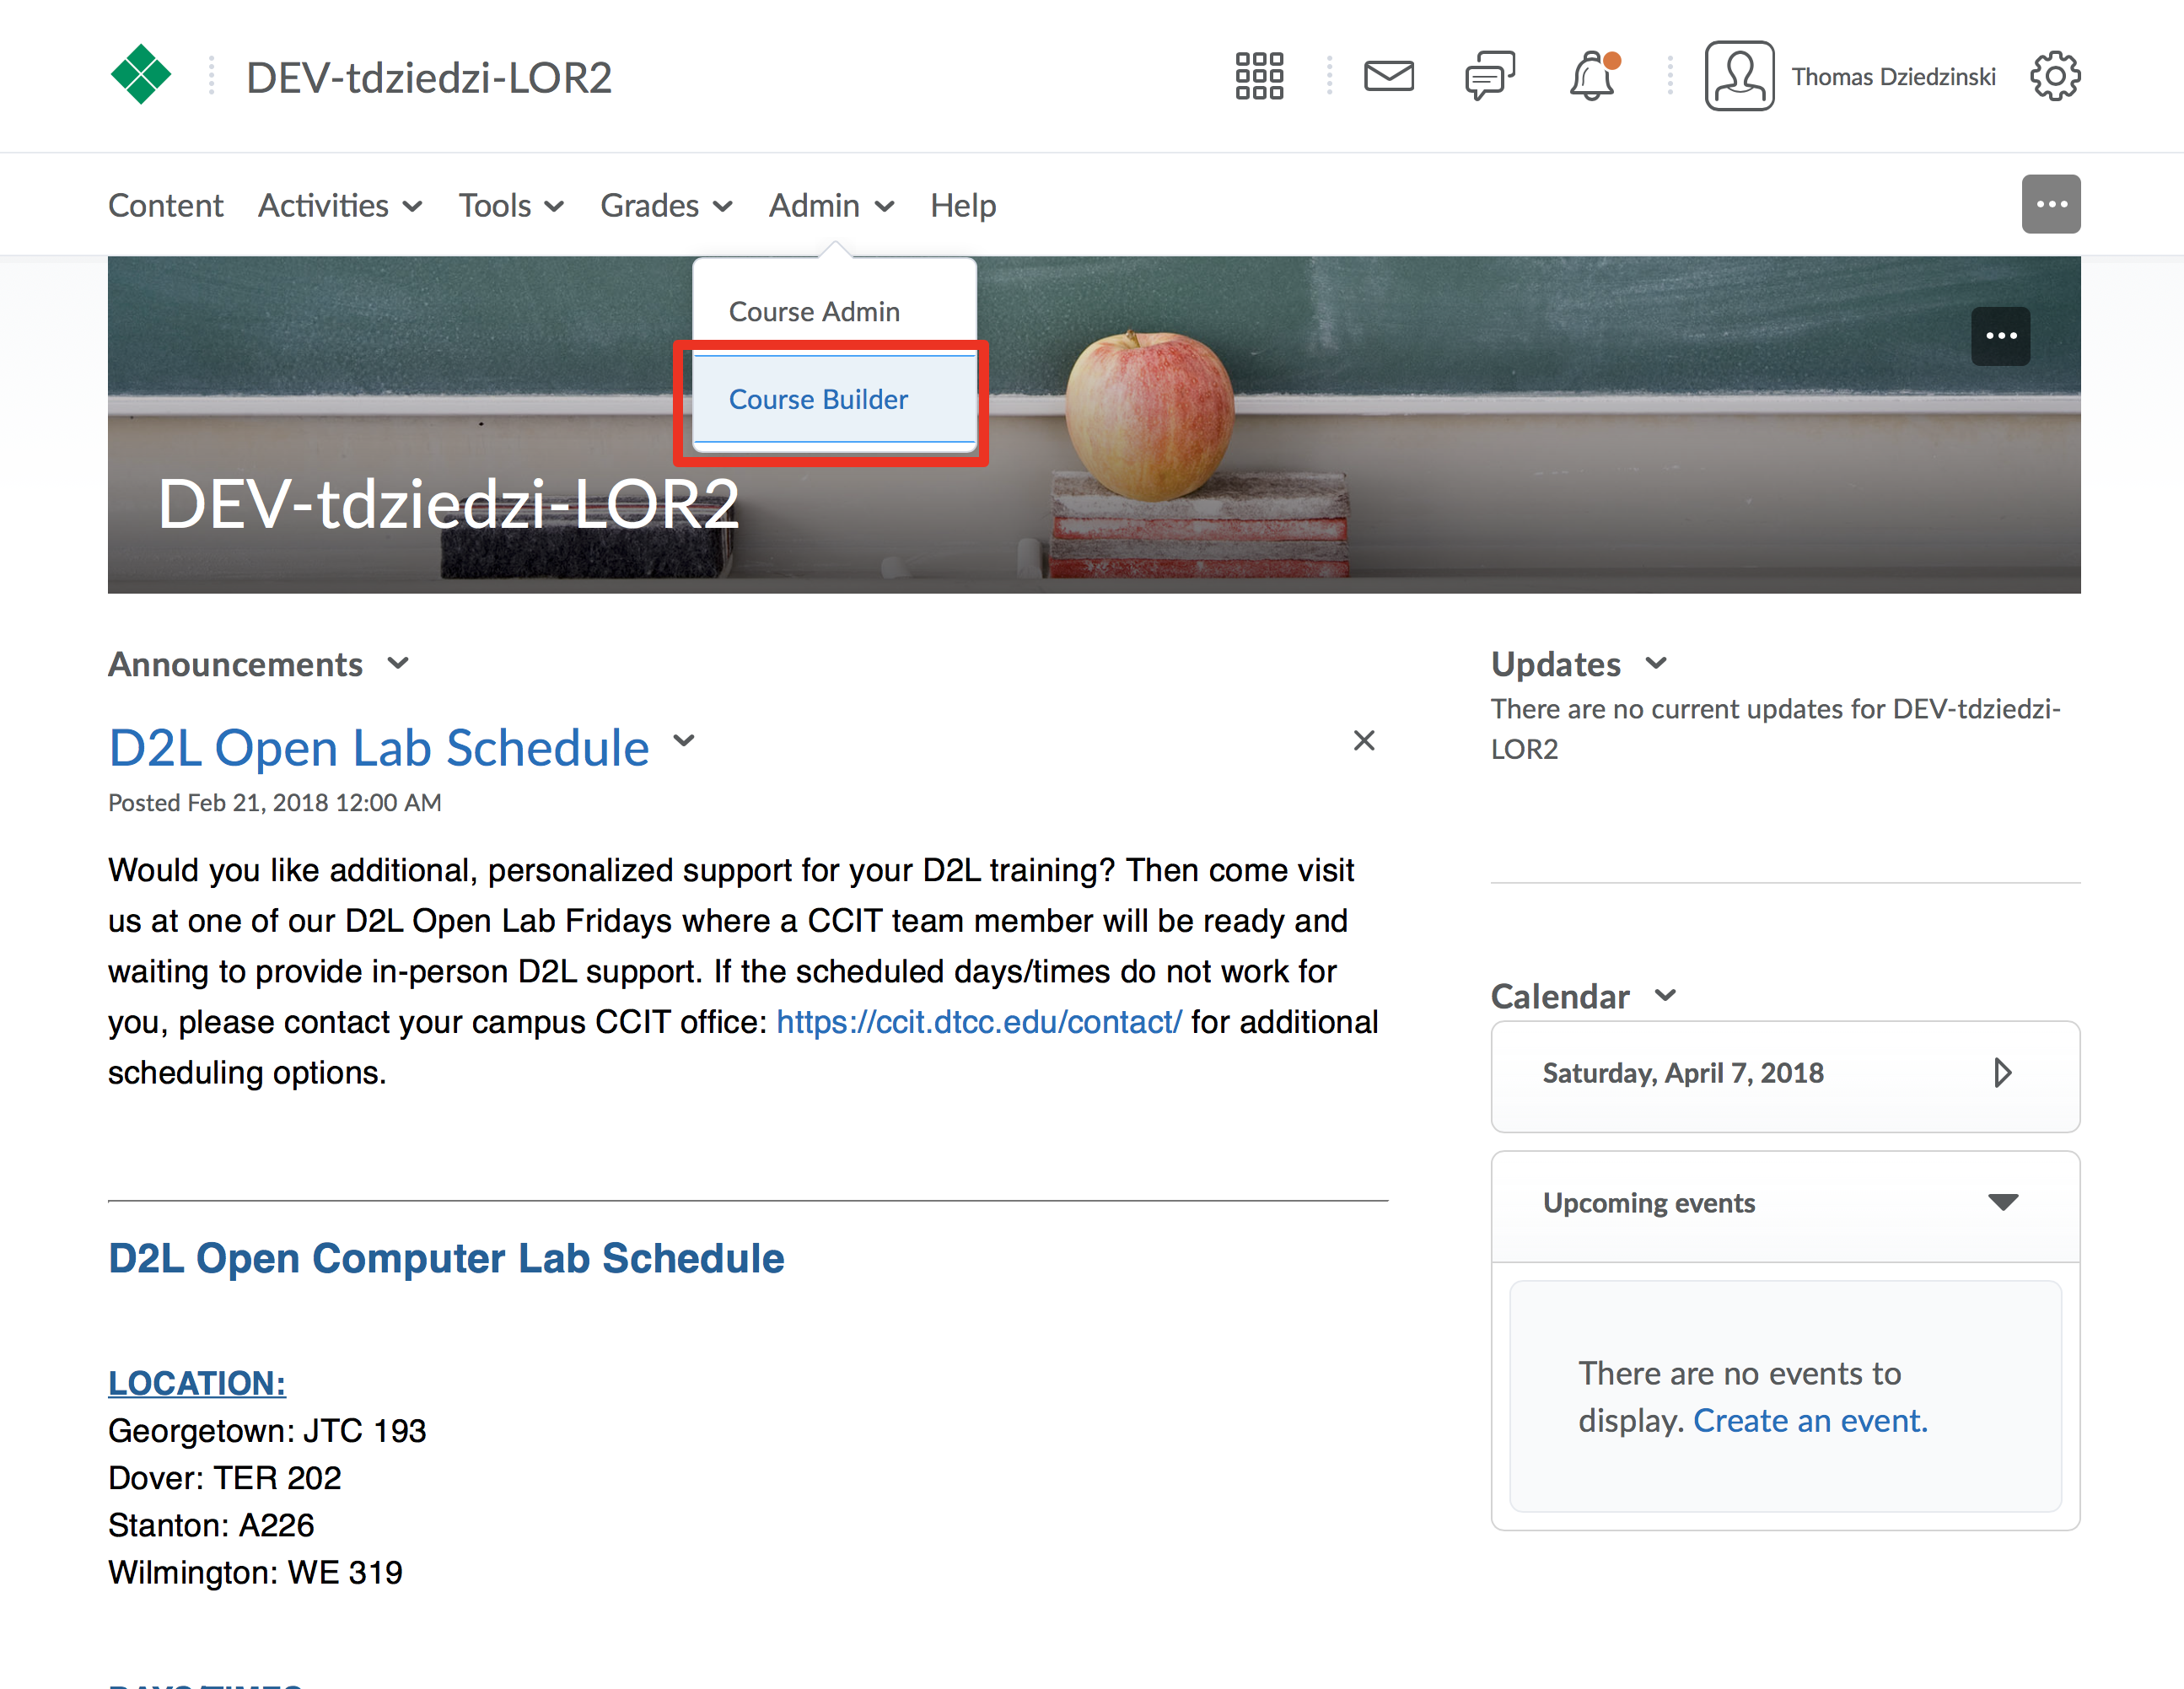 DEV-tdziedzi-LOR2
Thomas Dziedzinski
Content Activities Tools Grades Admin Help
Course Admin
Course Builder
DEV-tdziedzi-LOR2
Announcements
D2L Open Lab Schedule
Posted Feb 21, 2018 12:00 AM
Would you like additional, personalized support for your D2L training? Then come visit
us at one of our D2L Open Lab Fridays where a CCIT team member will be ready and
waiting to provide in-person D2L support. If the scheduled days/times do not work for
you, please contact your campus CCIT office: https://ccit.dtcc.edu/contact/ for additional
scheduling options.
D2L Open Computer Lab Schedule
LOCATION:
Georgetown: JTC 193
Dover: TER 202
Stanton: A226
Wilmington: WE 319
Updates
There are no current updates for DEV-tdziedzi-
LOR2
Calendar
Saturday, April 7, 2018
Upcoming events
There are no events to
display. Create an event.